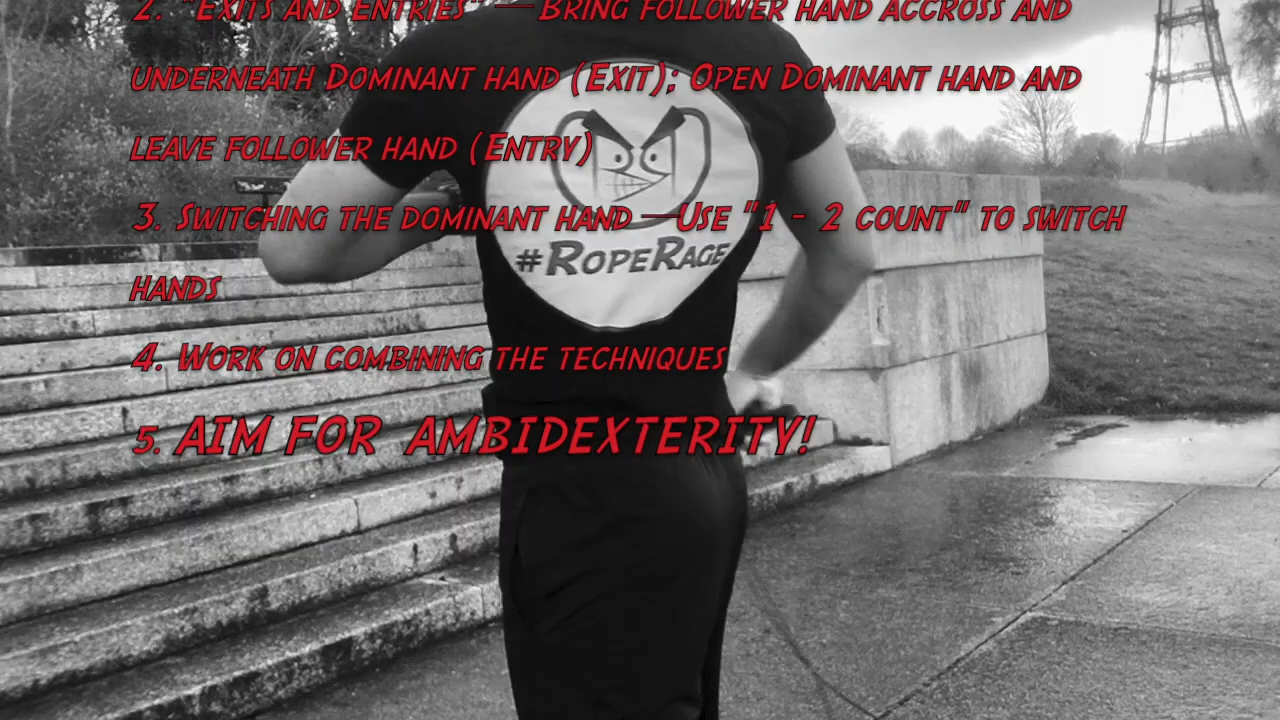 2. "Exits and Entries" — Bring follower hand accross and
underneath Dominant hand (Exit); Open Dominant hand and
leave follower hand (Entry)
3. Switching the dominant hand — Use "1 - 2 count" to switch
hands
4. Work on combining the techniques
5. AIM FOR AMBIDEXTERITY!
#RopeRage